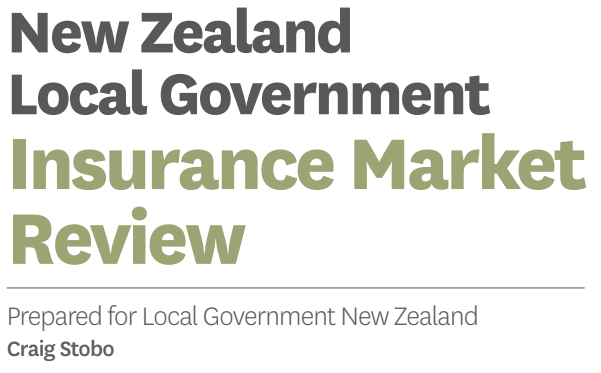 New Zealand
Local Government
Insurance Market
Review
Prepared for Local Government New Zealand
Craig Stobo